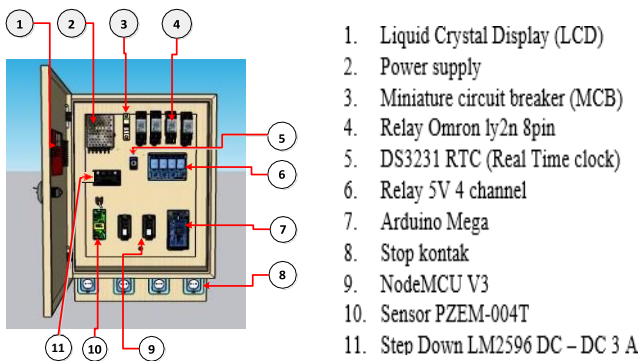 1 2 3 4
5
6
7
8
9
10
11
1. Liquid Crystal Display (LCD)
2. Power supply
3. Miniature circuit breaker (MCB)
4. Relay Omron ly2n 8pin
5. DS3231 RTC (Real Time clock)
6. Relay 5V 4 channel
7. Arduino Mega
8. Stop kontak
9. NodeMCU V3
10. Sensor PZEM-004T
11. Step Down LM2596 DC – DC 3 A